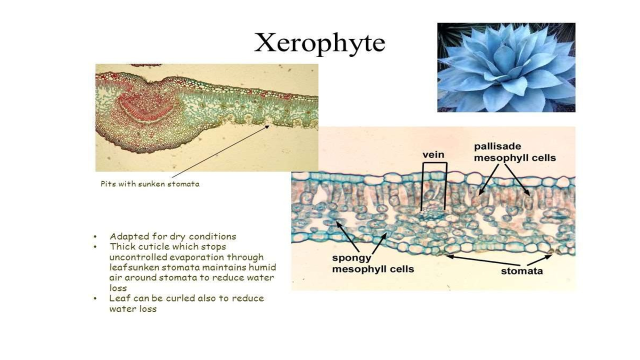 Xerophyte
Pits with sunken stomata
vein
pallisade
mesophyll cells
spongy
mesophyll cells
stomata
• Adapted for dry conditions
• Thick cuticle which stops
uncontrolled evaporation through
leafsunken stomata maintains humid
air around stomata to reduce water
loss
• Leaf can be curled also to reduce
water loss